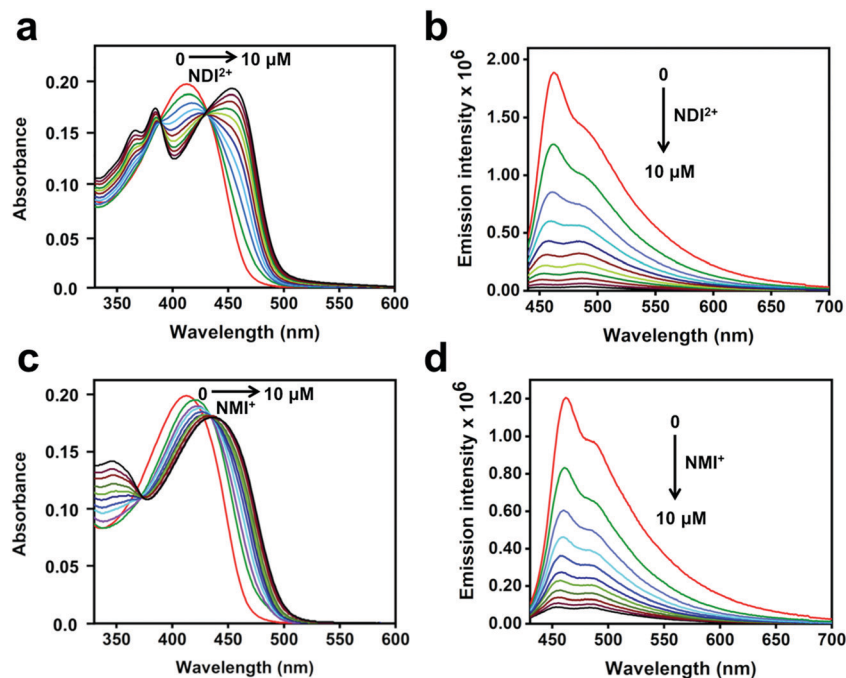 a
0 → 10 μM
NDI²⁺
Absorbance
0.20
0.15
0.10
0.05
0.0
350 400 450 500 550 600
Wavelength (nm)
b
Emission intensity x 10⁶
2.00
1.50
1.00
0.50
0.00
0
NDI²⁺
10 μM
450 500 550 600 650 700
Wavelength (nm)
c
0 → 10 μM
NMI⁺
Absorbance
0.20
0.15
0.10
0.05
0.00
350 400 450 500 550 600
Wavelength (nm)
d
Emission intensity x 10⁶
1.20
1.00
0.80
0.60
0.40
0.20
0.00
0
NMI⁺
10 μM
450 500 550 600 650 700
Wavelength (nm)